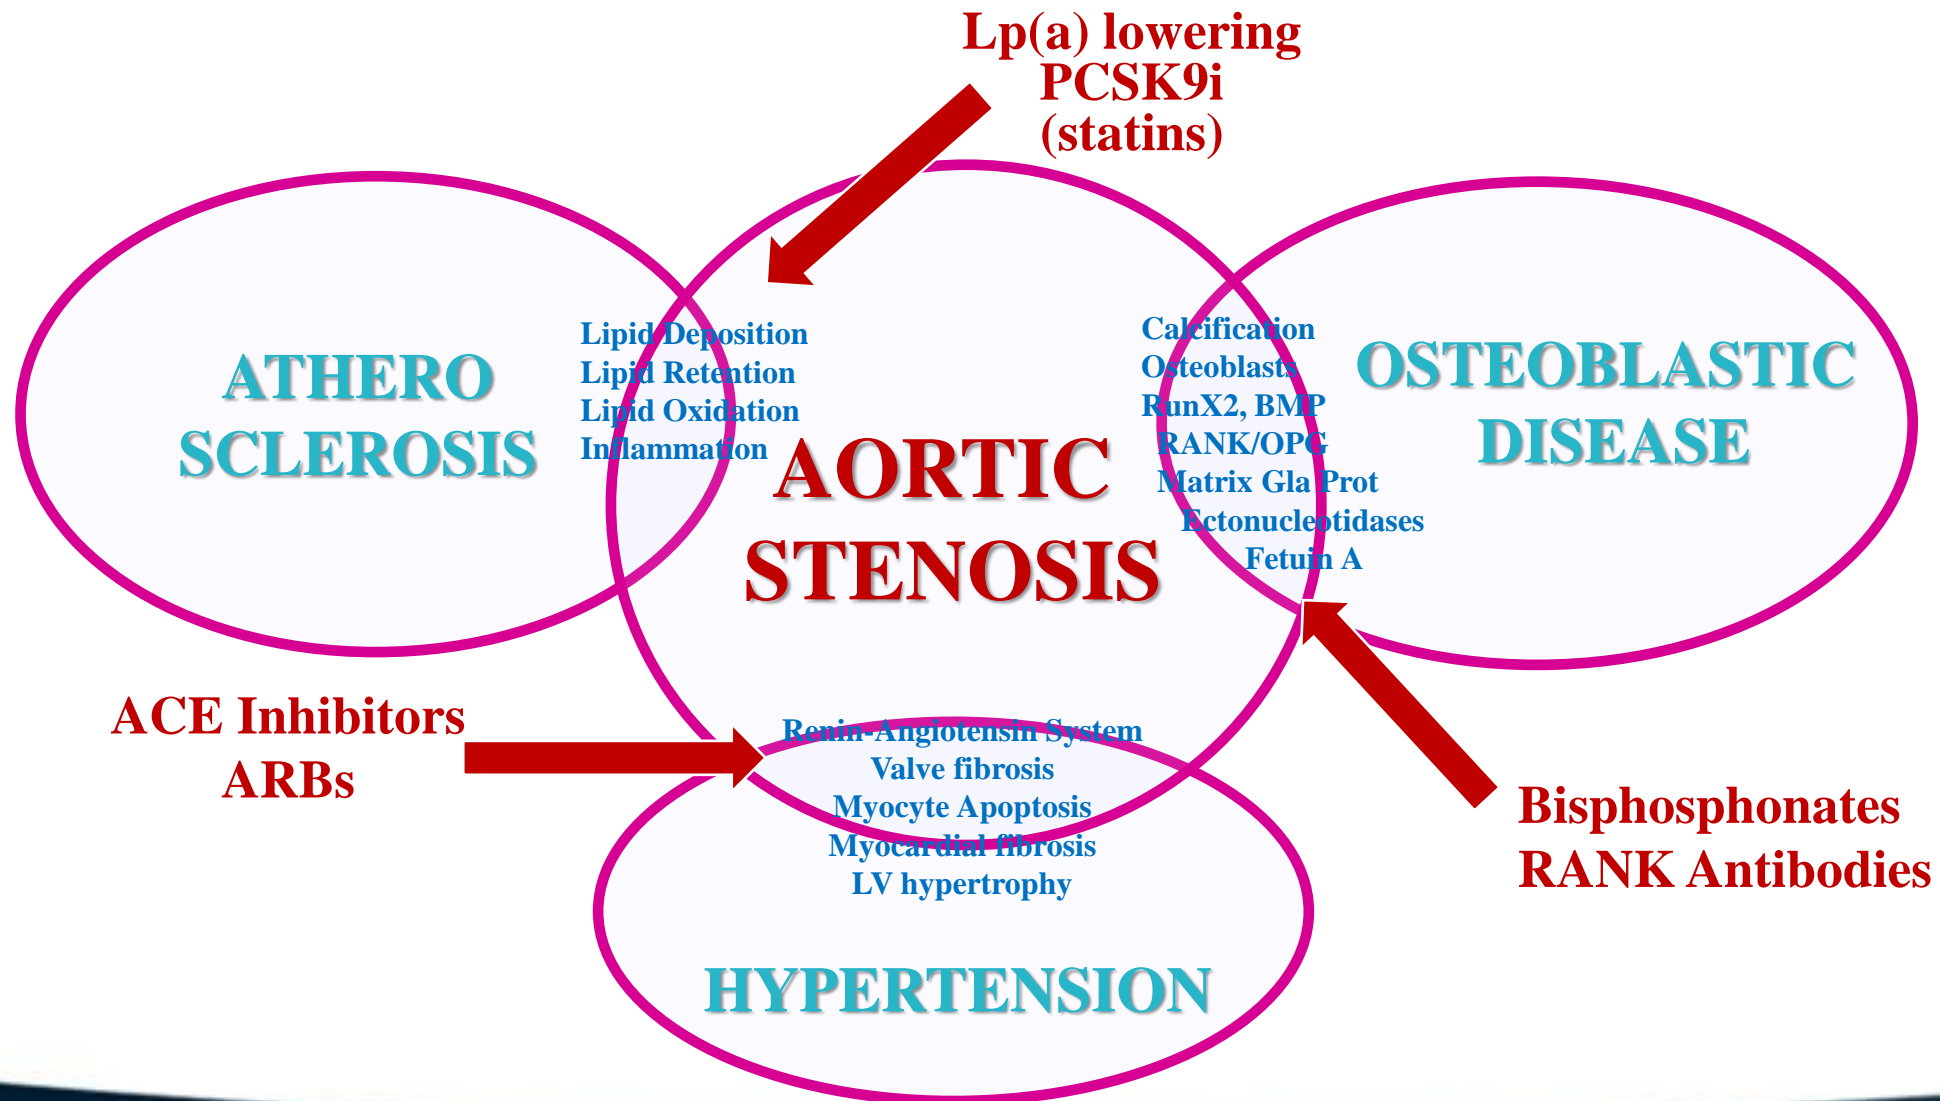 Lp(a) lowering
PCSK9i
(statins)
ATHERO
SCLEROSIS
Lipid Deposition
Lipid Retention
Lipid Oxidation
Inflammation
AORTIC
STENOSIS
Calcification
Osteoblasts
RunX2, BMP
RANK/OPG
Matrix Gla Prot
Ectonucleotidases
Fetuin A
OSTEOBLASTIC
DISEASE
ACE Inhibitors
ARBs
Renin-Angiotensin System
Valve fibrosis
Myocyte Apoptosis
Myocardial fibrosis
LV hypertrophy
Bisphosphonates
RANK Antibodies
HYPERTENSION